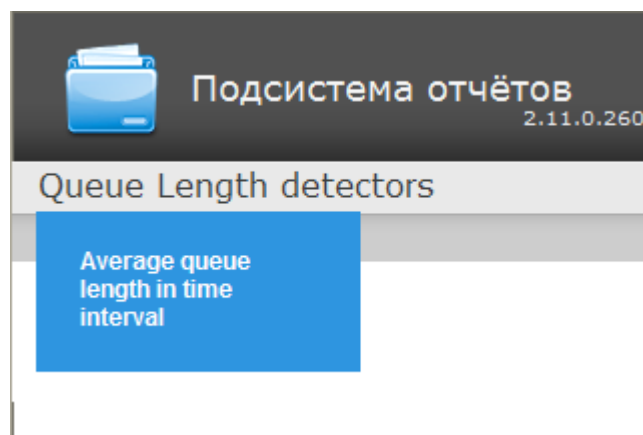 Подсистема отчётов
2.11.0.260
Queue Length detectors
Average queue
length in time
interval